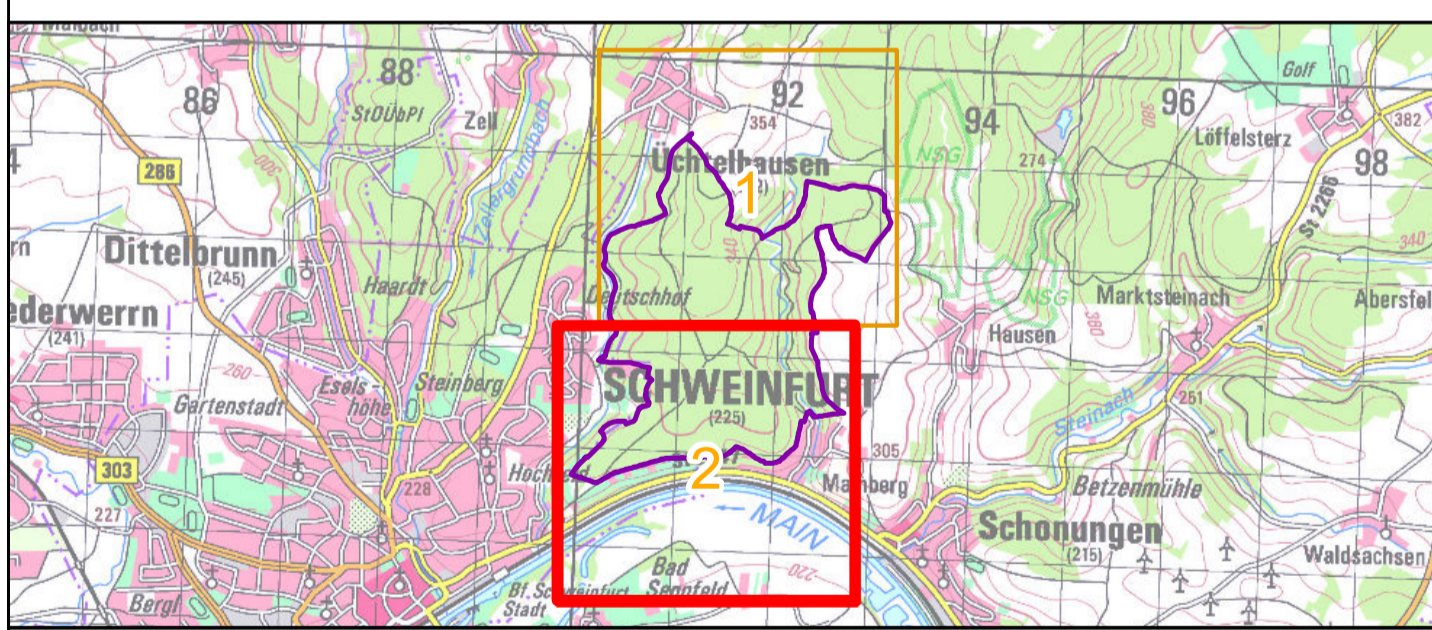 86
88
StOÜbPl
Zell
Zellergrundbach
92
354
Üchtelhausen
1
94
NSG
274
380
96
Golf
Löffelsterz
382
98
St 2266
340
286
300
Dittelbrunn
(245)
Haardt
Deutschhof
340
NSG
Hausen
380
Marktsteinach
ederwerrn
(241)
280
Gartenstadt
Esels-
höhe
Steinberg
SCHWEINFURT
(225)
2
305
Mainberg
Steinach
251
Betzenmühle
303
227
228
MAIN
Schonungen
(215)
Waldsachsen
Bergl
Bf. Schweinfurt
Stadt
Bad
Sennfeld
220